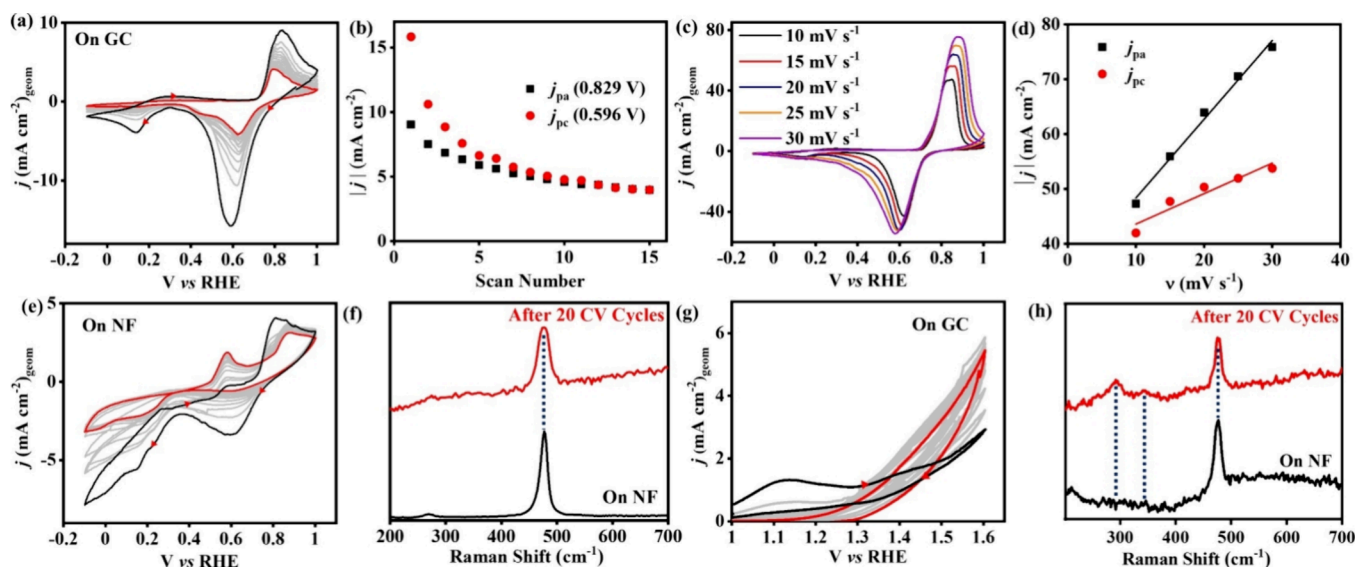 (a)
On GC
10
0
-10
j (mA cm⁻²)geom
-0.2 0 0.2 0.4 0.6 0.8 1
V vs RHE
(b)
jpa (0.829 V)
jpc (0.596 V)
15
10
5
0
|j| (mA cm⁻²)
0 5 10 15
Scan Number
(c)
10 mV s⁻¹
15 mV s⁻¹
20 mV s⁻¹
25 mV s⁻¹
30 mV s⁻¹
80
40
0
-40
j (mA cm⁻²)
-0.2 0 0.2 0.4 0.6 0.8 1
V vs RHE
(d)
jpa
jpc
80
70
60
50
40
|j| (mA cm⁻²)
0 10 20 30 40
ν (mV s⁻¹)
(e)
On NF
5
0
-5
j (mA cm⁻²)geom
-0.2 0 0.2 0.4 0.6 0.8 1
V vs RHE
(f)
After 20 CV Cycles
On NF
200 300 400 500 600 700
Raman Shift (cm⁻¹)
(g)
On GC
6
4
2
0
j (mA cm⁻²)geom
1 1.1 1.2 1.3 1.4 1.5 1.6
V vs RHE
(h)
After 20 CV Cycles
On NF
300 400 500 600 700
Raman Shift (cm⁻¹)